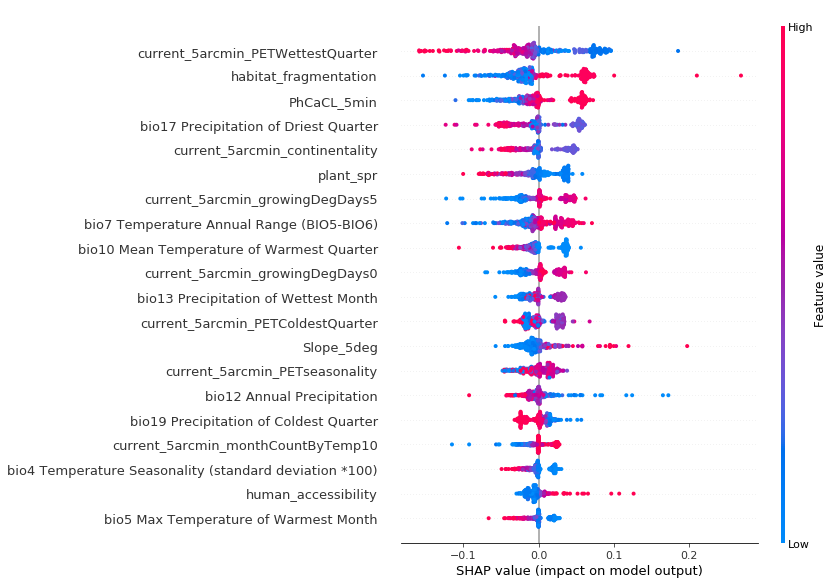 High
current_5arcmin_PETWettestQuarter
habitat_fragmentation
PhCaCL_5min
bio17 Precipitation of Driest Quarter
current_5arcmin_continentality
plant_spr
current_5arcmin_growingDegDays5
bio7 Temperature Annual Range (BIO5-BIO6)
bio10 Mean Temperature of Warmest Quarter
current_5arcmin_growingDegDays0
bio13 Precipitation of Wettest Month
current_5arcmin_PETColdestQuarter
Slope_5deg
current_5arcmin_PETseasonality
bio12 Annual Precipitation
bio19 Precipitation of Coldest Quarter
current_5arcmin_monthCountByTemp10
bio4 Temperature Seasonality (standard deviation *100)
human_accessibility
bio5 Max Temperature of Warmest Month
Feature value
Low
−0.1 0.0 0.1 0.2
SHAP value (impact on model output)